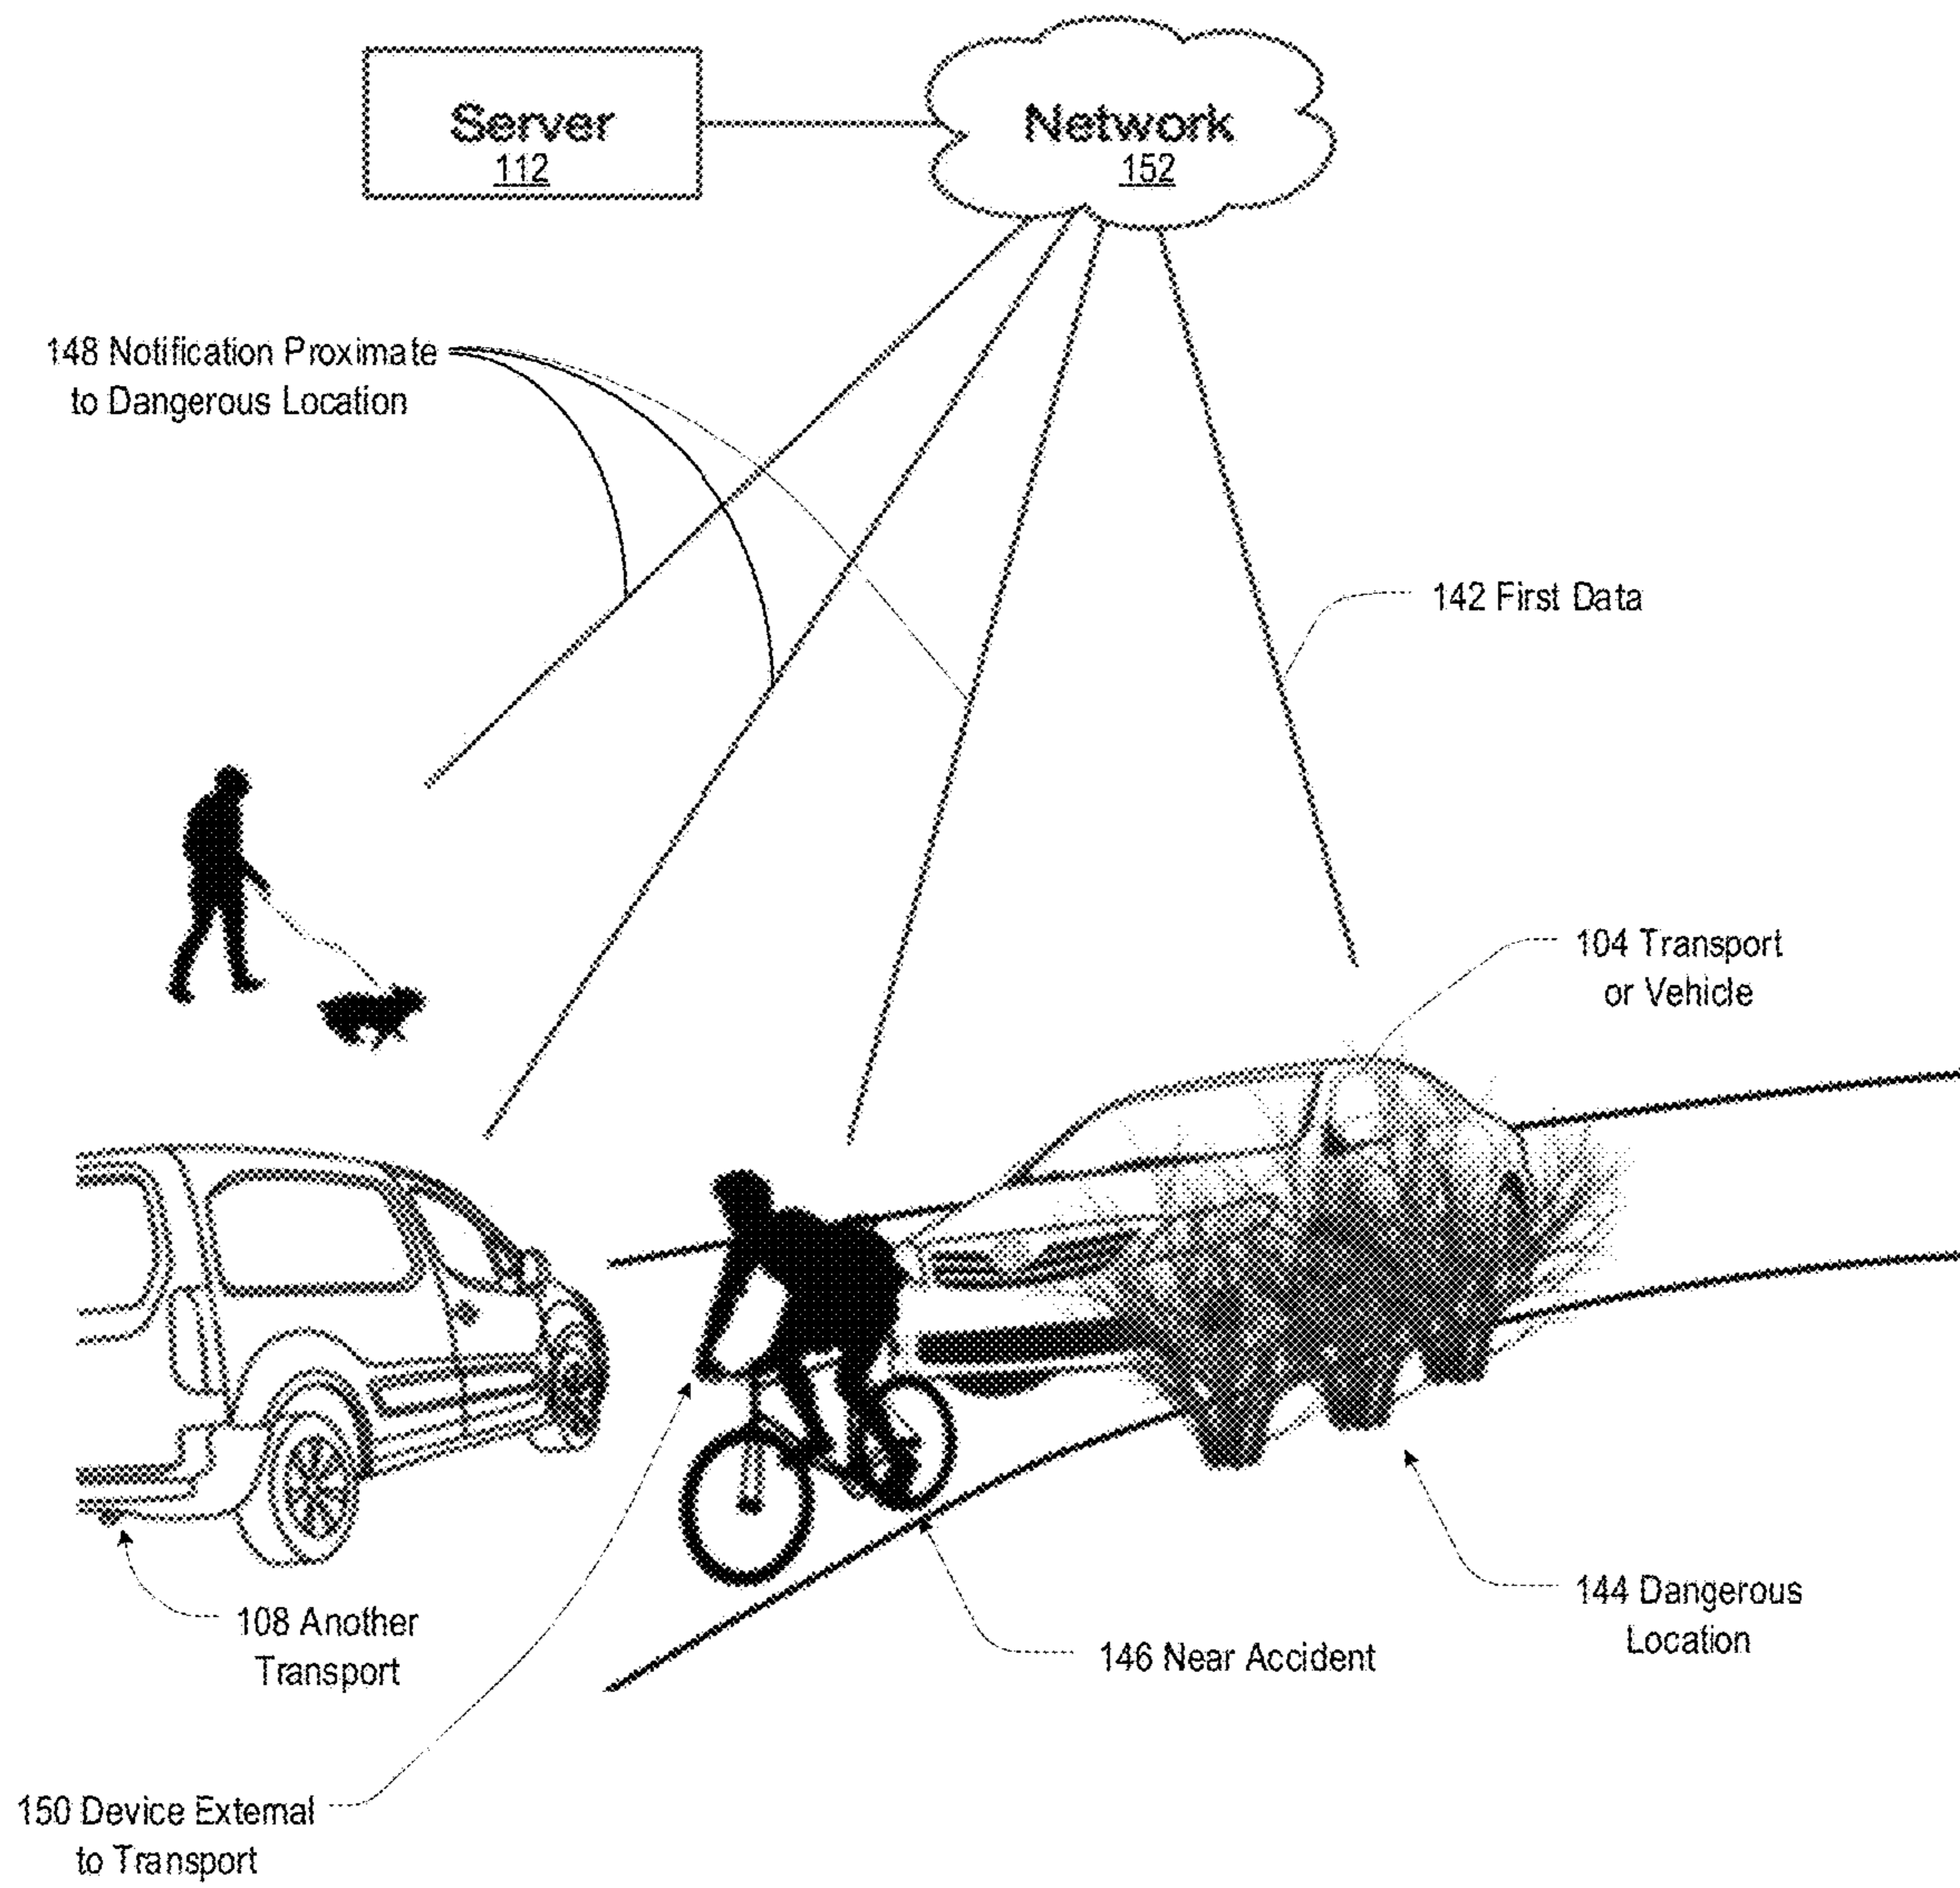 Server
112
Network
152
148 Notification Proximate
to Dangerous Location
142 First Data
104 Transport
or Vehicle
108 Another
Transport
146 Near Accident
144 Dangerous
Location
150 Device External
to Transport